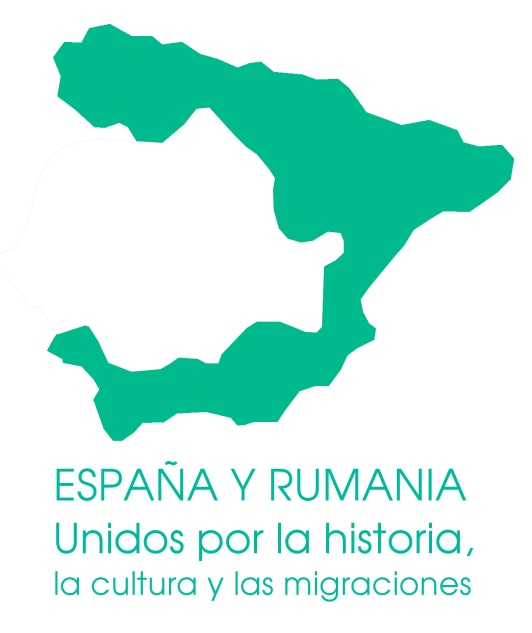 ESPAÑA Y RUMANIA
Unidos por la historia,
la cultura y las migraciones